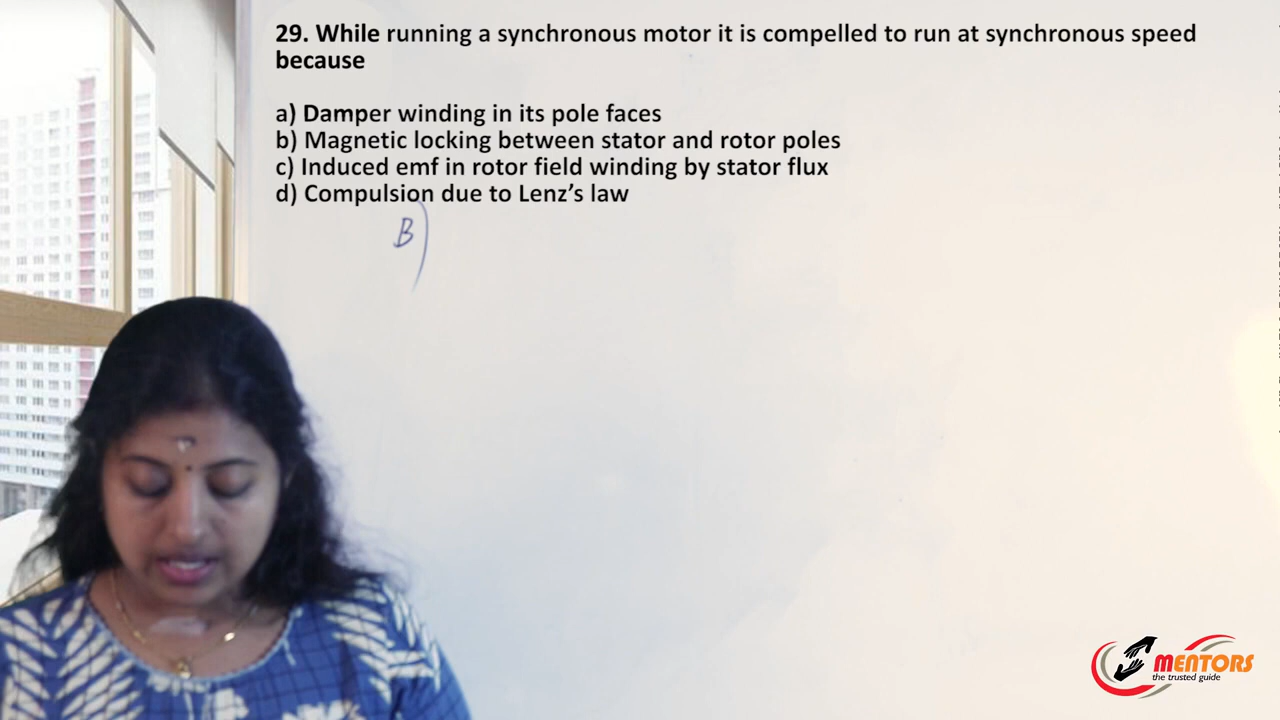 29. While running a synchronous motor it is compelled to run at synchronous speed
because
a) Damper winding in its pole faces
b) Magnetic locking between stator and rotor poles
c) Induced emf in rotor field winding by stator flux
d) Compulsion due to Lenz’s law
B)
MENTORS
the trusted guide